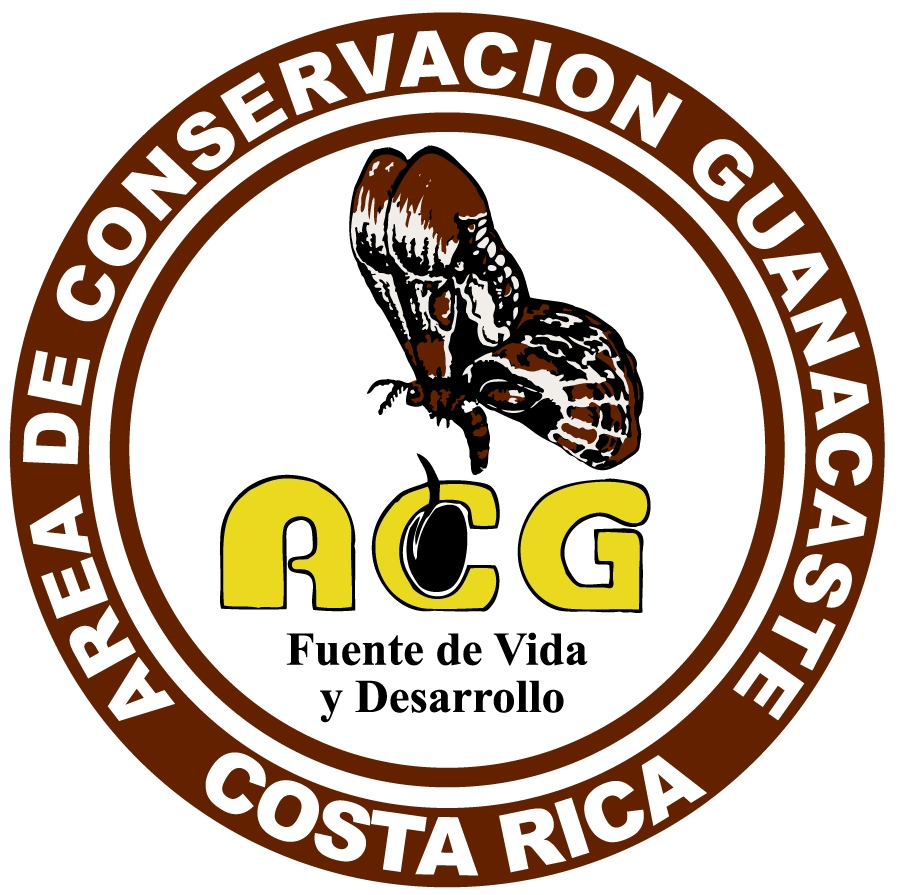 AREA DE CONSERVACION GUANACASTE
ACG
Fuente de Vida
y Desarrollo
COSTA RICA